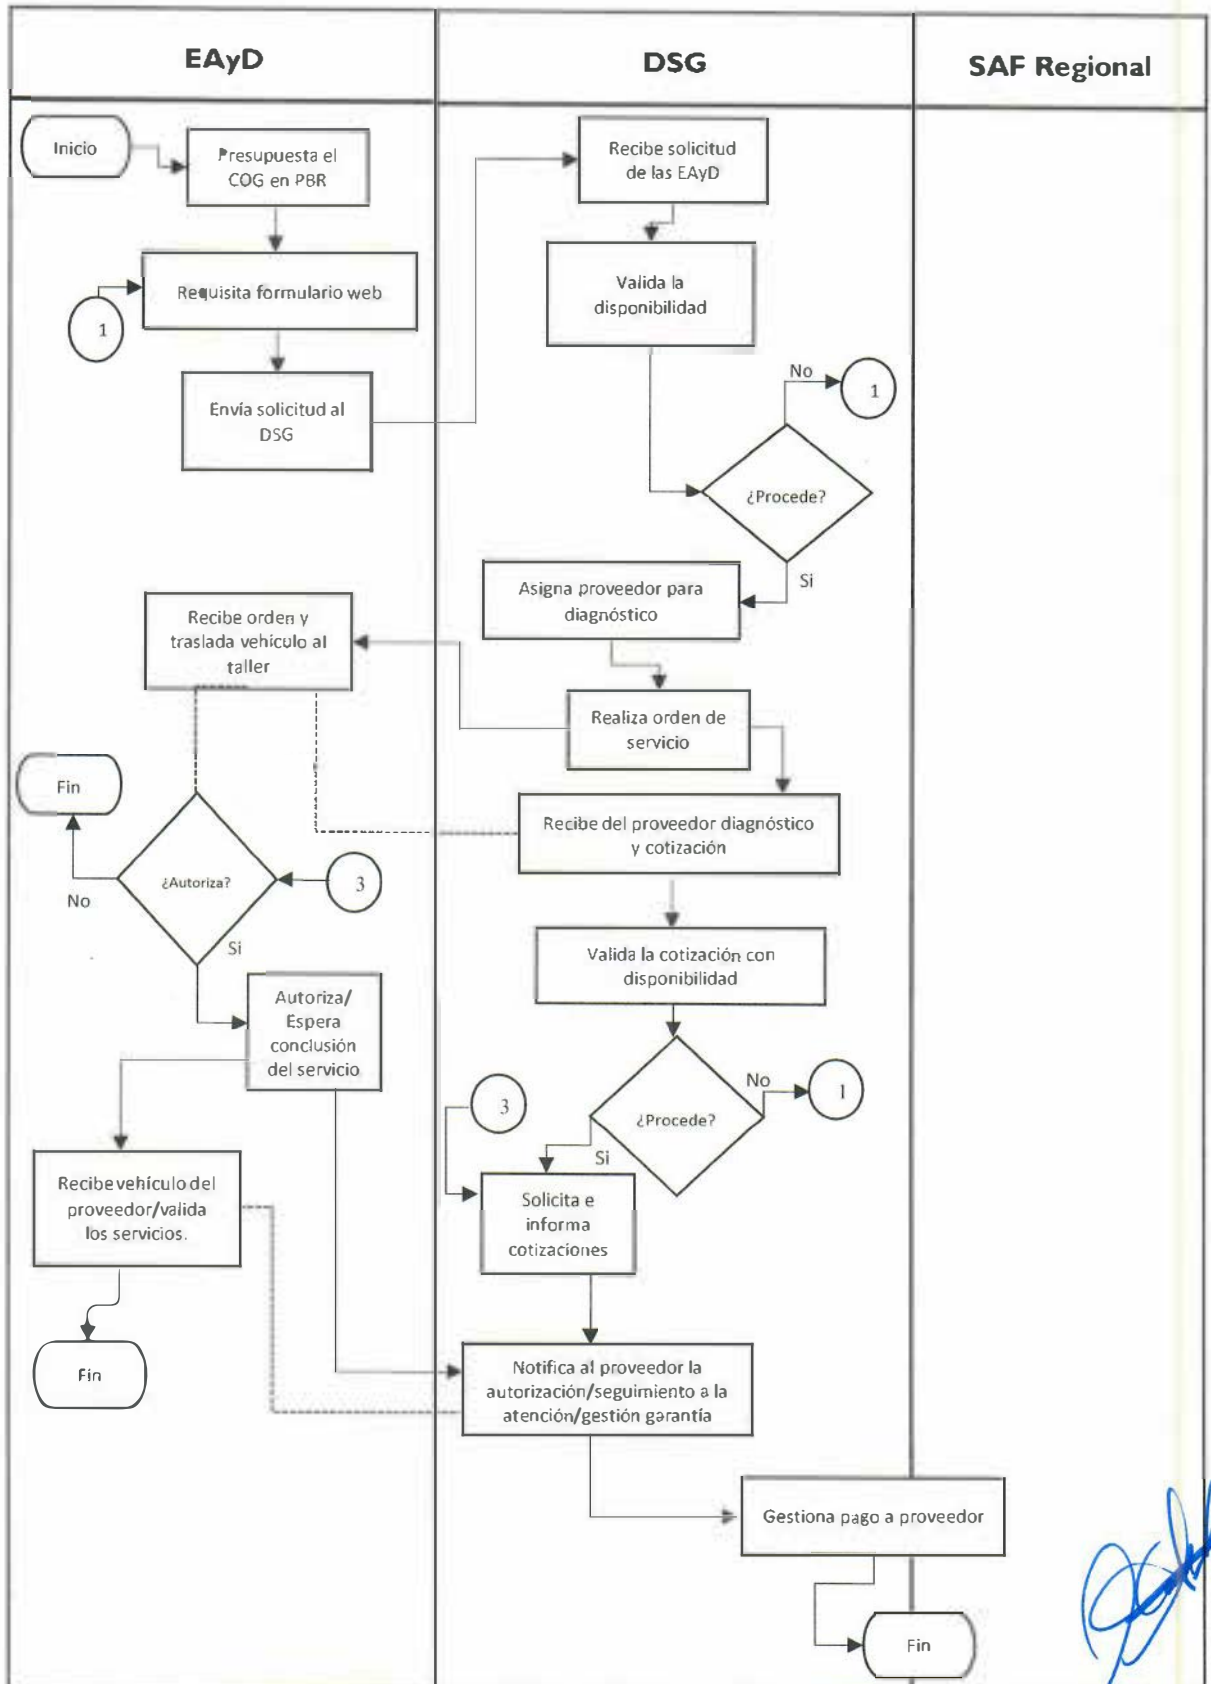 EAyD
DSG
SAF Regional
Inicio
Presupuesta el
COG en PBR
Requisita formulario web
1
Envía solicitud al
DSG
Recibe solicitud
de las EAyD
Valida la
disponibilidad
No
1
¿Procede?
Si
Asigna proveedor para
diagnóstico
Recibe orden y
traslada vehículo al
taller
Realiza orden de
servicio
Fin
Recibe del proveedor diagnóstico
y cotización
¿Autoriza?
3
No
Si
Valida la cotización con
disponibilidad
Autoriza/
Espera
conclusión
del servicio
¿Procede?
No
1
3
Si
Recibe vehículo del
proveedor/valida
los servicios.
Solicita e
informa
cotizaciones
Fin
Notifica al proveedor la
autorización/seguimiento a la
atención/gestión garantía
Gestiona pago a proveedor
Fin